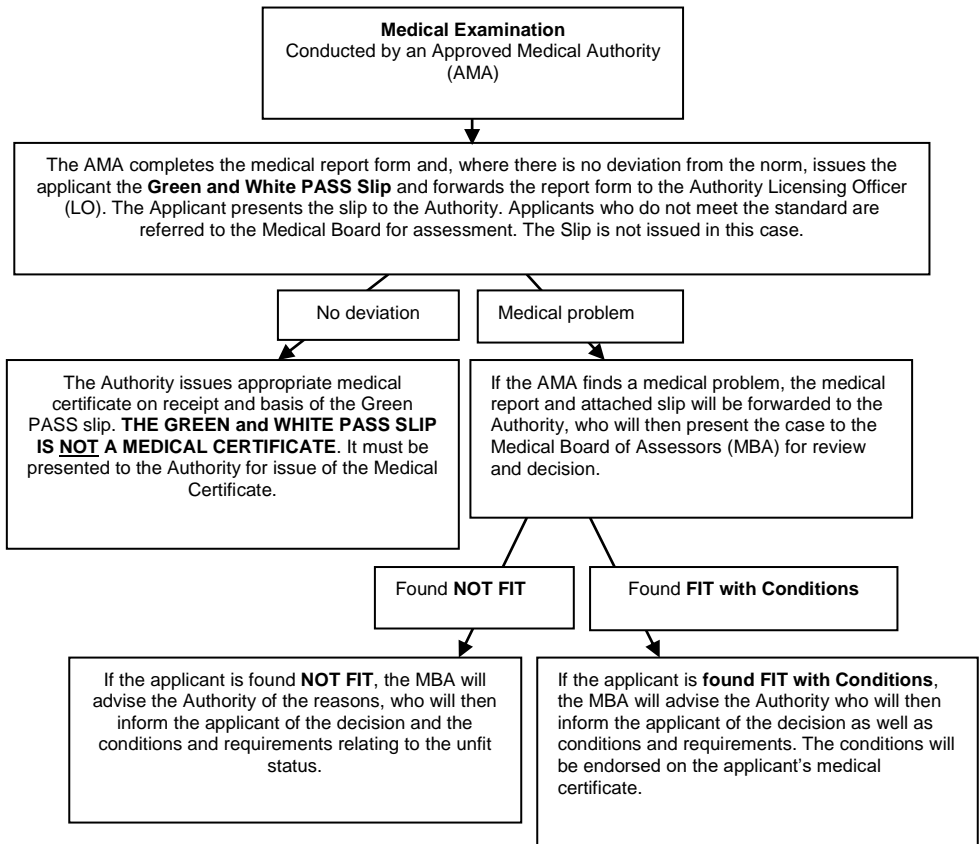 Medical Examination
Conducted by an Approved Medical Authority
(AMA)
The AMA completes the medical report form and, where there is no deviation from the norm, issues the
applicant the Green and White PASS Slip and forwards the report form to the Authority Licensing Officer
(LO). The Applicant presents the slip to the Authority. Applicants who do not meet the standard are
referred to the Medical Board for assessment. The Slip is not issued in this case.
No deviation
Medical problem
The Authority issues appropriate medical
certificate on receipt and basis of the Green
PASS slip. THE GREEN and WHITE PASS SLIP
IS NOT A MEDICAL CERTIFICATE. It must be
presented to the Authority for issue of the Medical
Certificate.
If the AMA finds a medical problem, the medical
report and attached slip will be forwarded to the
Authority, who will then present the case to the
Medical Board of Assessors (MBA) for review
and decision.
Found NOT FIT
Found FIT with Conditions
If the applicant is found NOT FIT, the MBA will
advise the Authority of the reasons, who will then
inform the applicant of the decision and the
conditions and requirements relating to the unfit
status.
If the applicant is found FIT with Conditions,
the MBA will advise the Authority who will then
inform the applicant of the decision as well as
conditions and requirements. The conditions will
be endorsed on the applicant's medical
certificate.